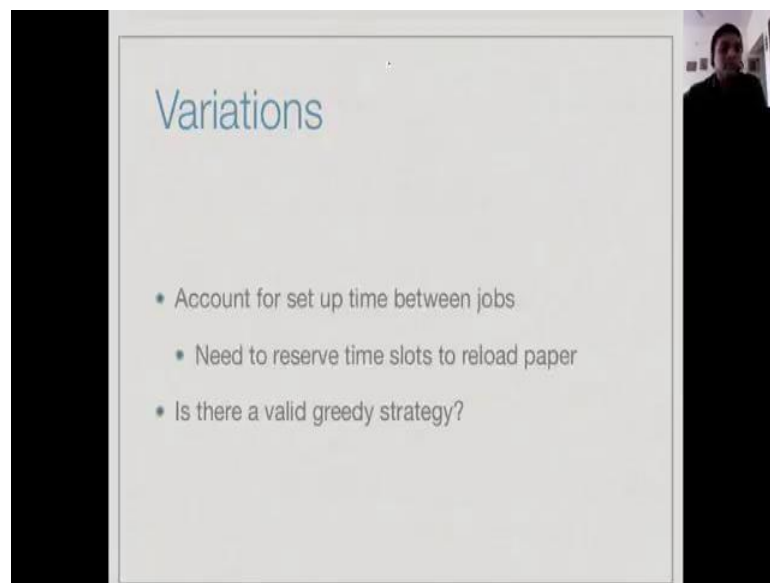 Variations
• Account for set up time between jobs
• Need to reserve time slots to reload paper
• Is there a valid greedy strategy?